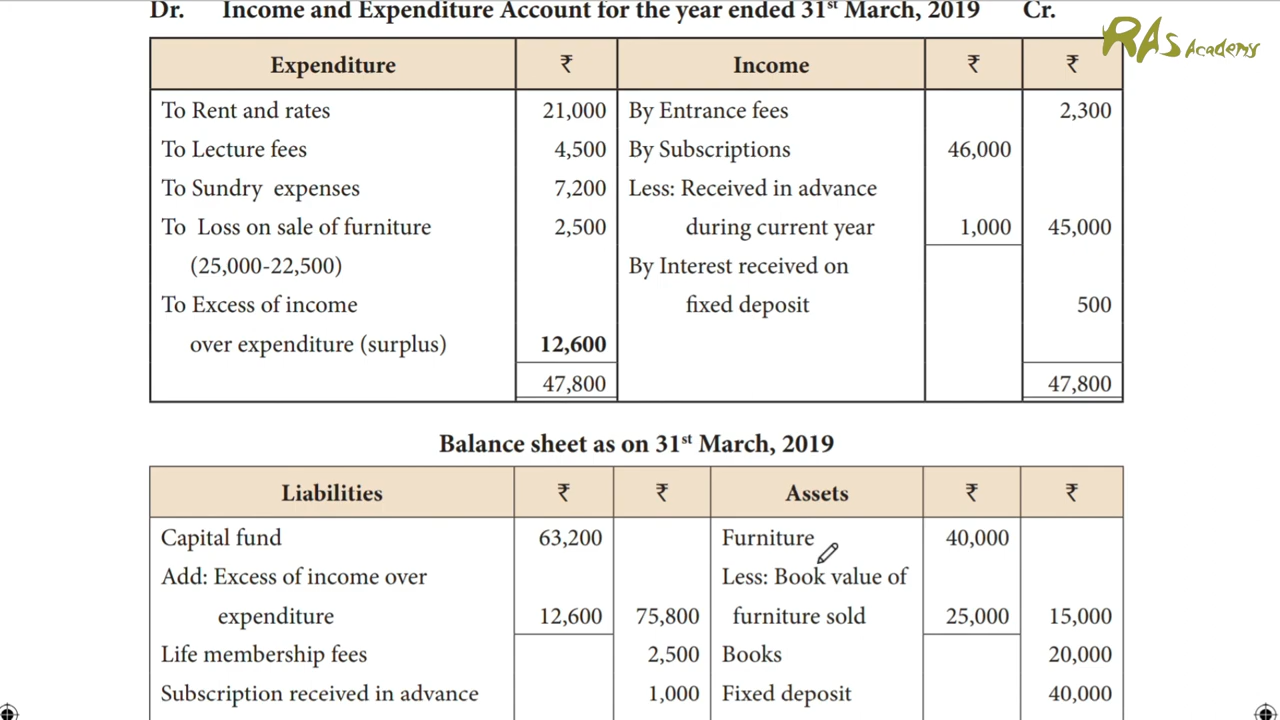 Dr. Income and Expenditure Account for the year ended 31st March, 2019 Cr.
RAS Academy
Expenditure ₹ Income ₹ ₹
To Rent and rates 21,000 By Entrance fees 2,300
To Lecture fees 4,500 By Subscriptions 46,000
To Sundry expenses 7,200 Less: Received in advance
To Loss on sale of furniture 2,500 during current year 1,000 45,000
(25,000-22,500) By Interest received on
To Excess of income fixed deposit 500
over expenditure (surplus) 12,600
47,800 47,800
Balance sheet as on 31st March, 2019
Liabilities ₹ ₹ Assets ₹ ₹
Capital fund 63,200 Furniture 40,000
Add: Excess of income over Less: Book value of
expenditure 12,600 75,800 furniture sold 25,000 15,000
Life membership fees 2,500 Books 20,000
Subscription received in advance 1,000 Fixed deposit 40,000